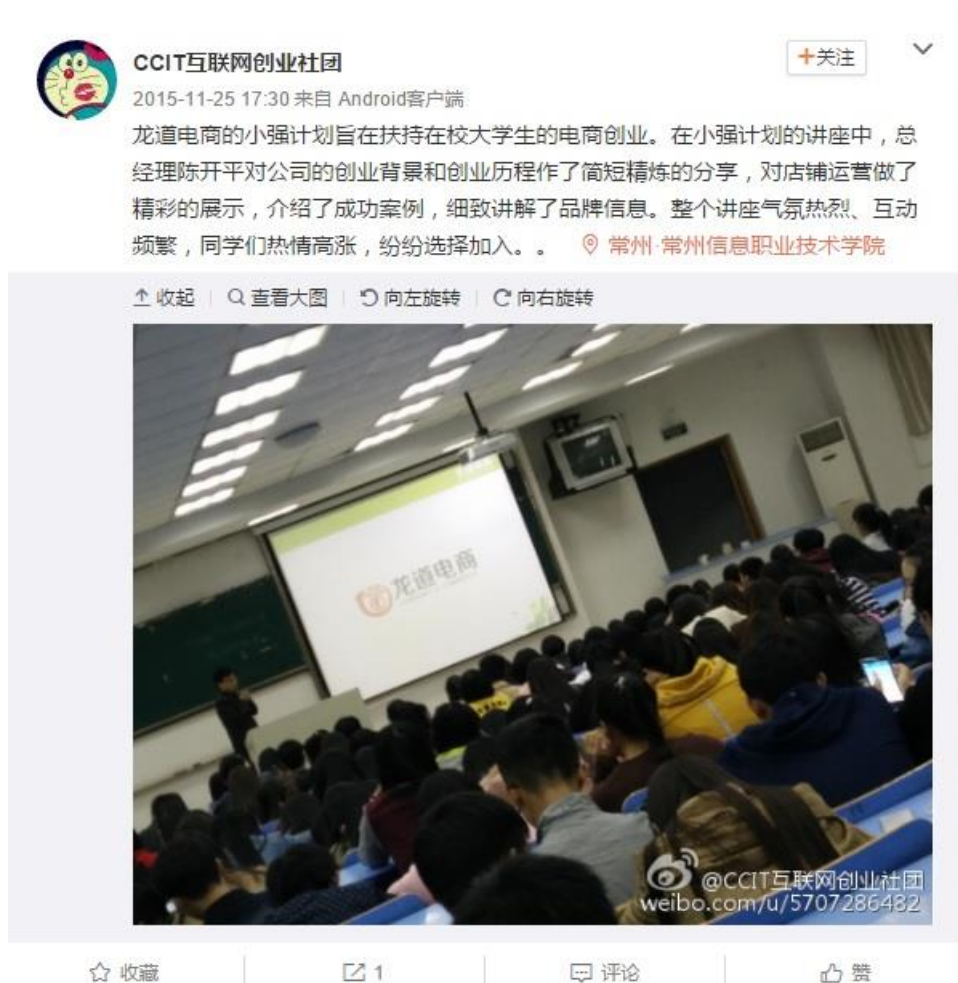 CCIT互联网创业社团
+关注
2015-11-25 17:30 来自 Android客户端
龙道电商的小强计划旨在扶持在校大学生的电商创业。在小强计划的讲座中，总
经理陈开平对公司的创业背景和创业历程作了简短精炼的分享，对店铺运营做了
精彩的展示，介绍了成功案例，细致讲解了品牌信息。整个讲座气氛热烈、互动
频繁，同学们热情高涨，纷纷选择加入。。 常州·常州信息职业技术学院
收起 查看大图 向左旋转 向右旋转
龙道电商
@CCIT互联网创业社团
weibo.com/u/5707286482
收藏 1 评论 赞